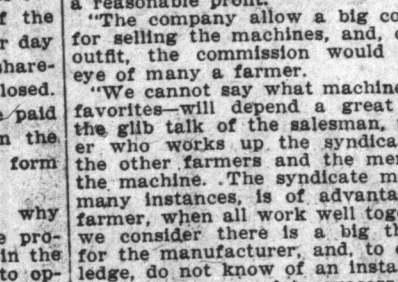 f the
r day
share-
losed.
e paid
n the
form
why
e pro-
in the
to op-
a reasonable profit.
"The company allow a big co
for selling the machines, and,
outfit, the commission would
eye of many a farmer.
"We cannot say what machine
favorites—will depend a great
the glib talk of the salesman,
er who works up the syndica
the other farmers and the me
the machine. The syndicate m
many instances, is of advanta
farmer, when all work well toge
we consider there is a big th
for the manufacturer, and, to
ledge, do not know of an insta